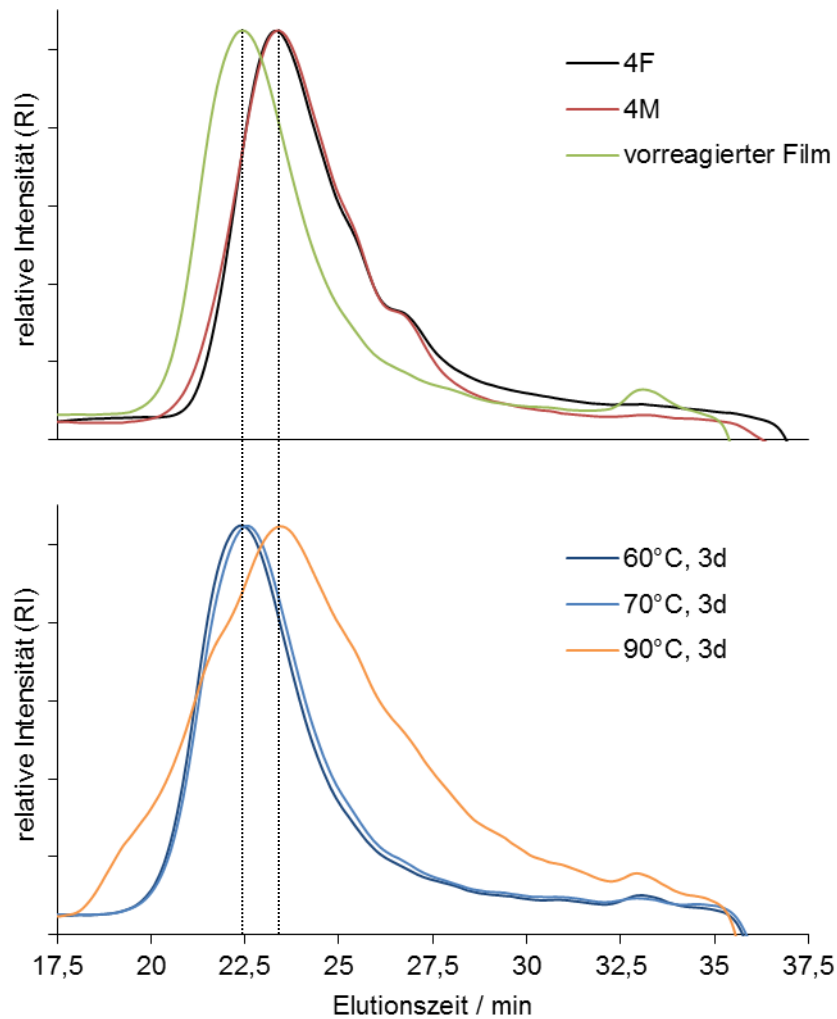 relative Intensität (RI)
4F
4M
vorreagierter Film
relative Intensität (RI)
60°C, 3d
70°C, 3d
90°C, 3d
17,5 20 22,5 25 27,5 30 32,5 35 37,5
Elutionszeit / min